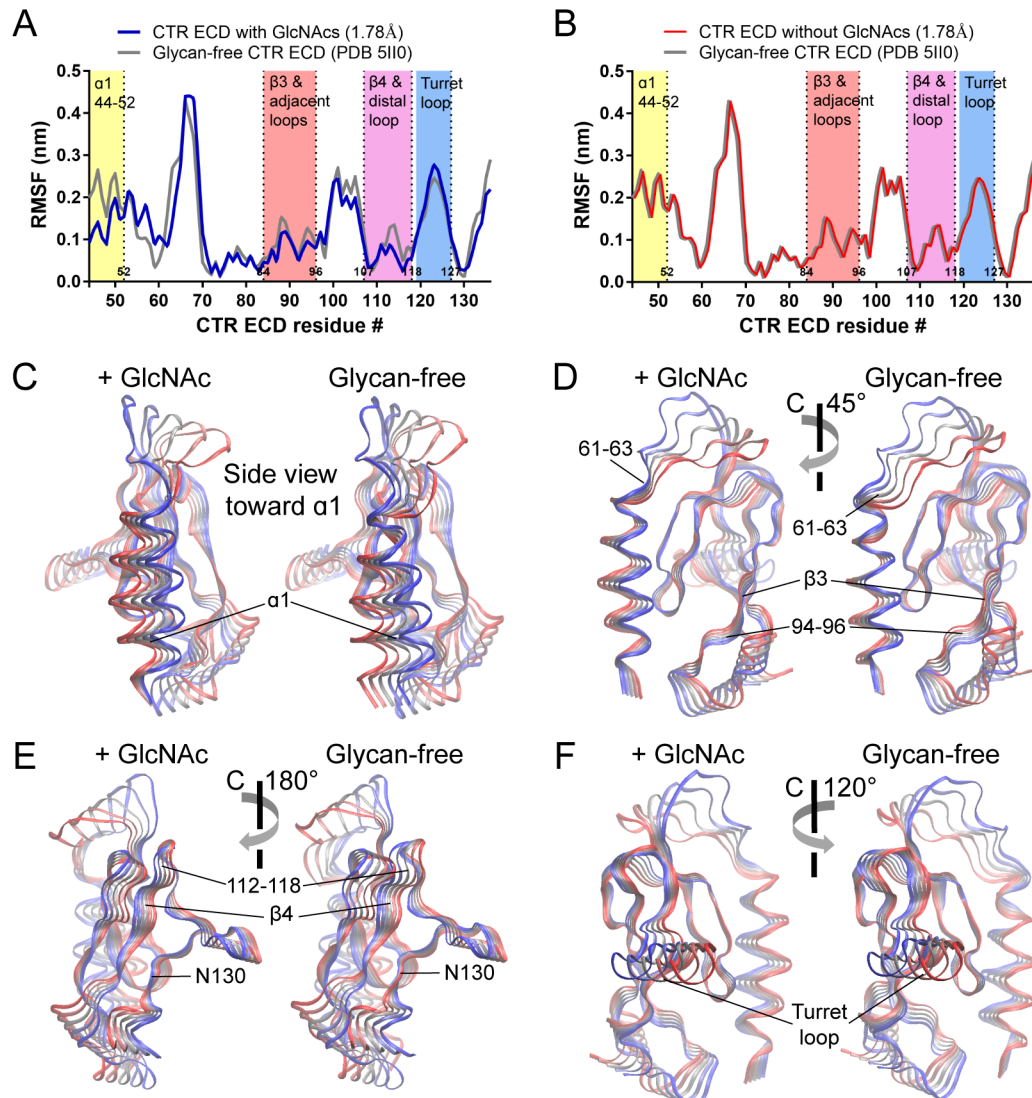 A
CTR ECD with GlcNAcs (1.78Å)
Glycan-free CTR ECD (PDB 5II0)
RMSF (nm)
0.5
0.4
0.3
0.2
0.1
0.0
α1
44-52
β3 &
adjacent
loops
β4 &
distal
loop
Turret
loop
52
84
96
107
118
127
50 60 70 80 90 100 110 120 130
CTR ECD residue #
B
CTR ECD without GlcNAcs (1.78Å)
Glycan-free CTR ECD (PDB 5II0)
RMSF (nm)
0.5
0.4
0.3
0.2
0.1
0.0
α1
44-52
β3 &
adjacent
loops
β4 &
distal
loop
Turret
loop
52
84
96
107
118
127
50 60 70 80 90 100 110 120 130
CTR ECD residue #
C
+ GlcNAc Glycan-free
Side view
toward α1
α1
D
+ GlcNAc Glycan-free
C 45°
61-63
61-63
β3
94-96
E
+ GlcNAc Glycan-free
C 180°
112-118
β4
N130 N130
F
+ GlcNAc Glycan-free
C 120°
Turret
loop